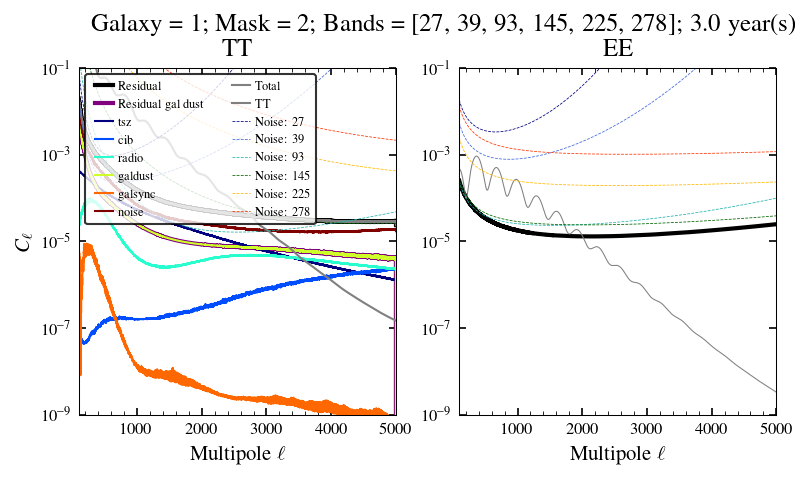 Galaxy = 1; Mask = 2; Bands = [27, 39, 93, 145, 225, 278]; 3.0 year(s)
TT
EE
Residual
Residual gal dust
tsz
cib
radio
galdust
galsync
noise
Total
TT
Noise: 27
Noise: 39
Noise: 93
Noise: 145
Noise: 225
Noise: 278
C_ℓ
10^{-1}
10^{-3}
10^{-5}
10^{-7}
10^{-9}
1000 2000 3000 4000 5000
Multipole ℓ
10^{-1}
10^{-3}
10^{-5}
10^{-7}
10^{-9}
1000 2000 3000 4000 5000
Multipole ℓ